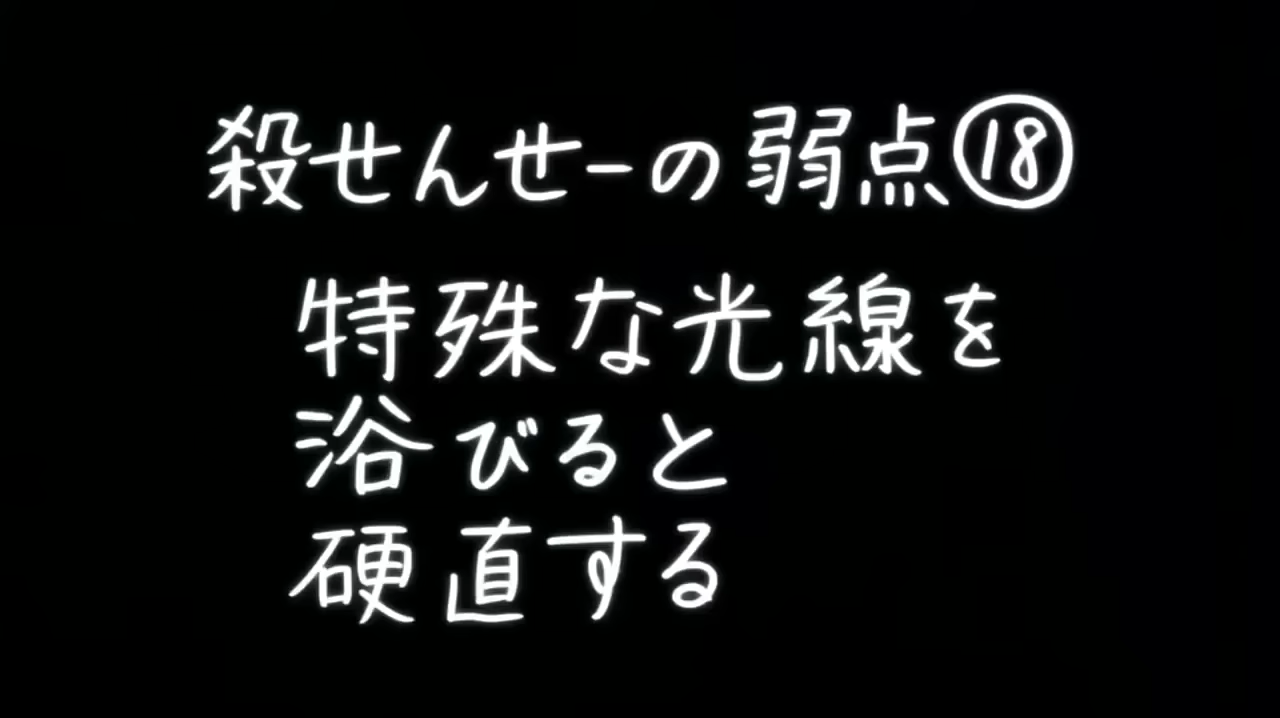 殺せんせーの弱点⑱
特殊な光線を
浴びると
硬直する